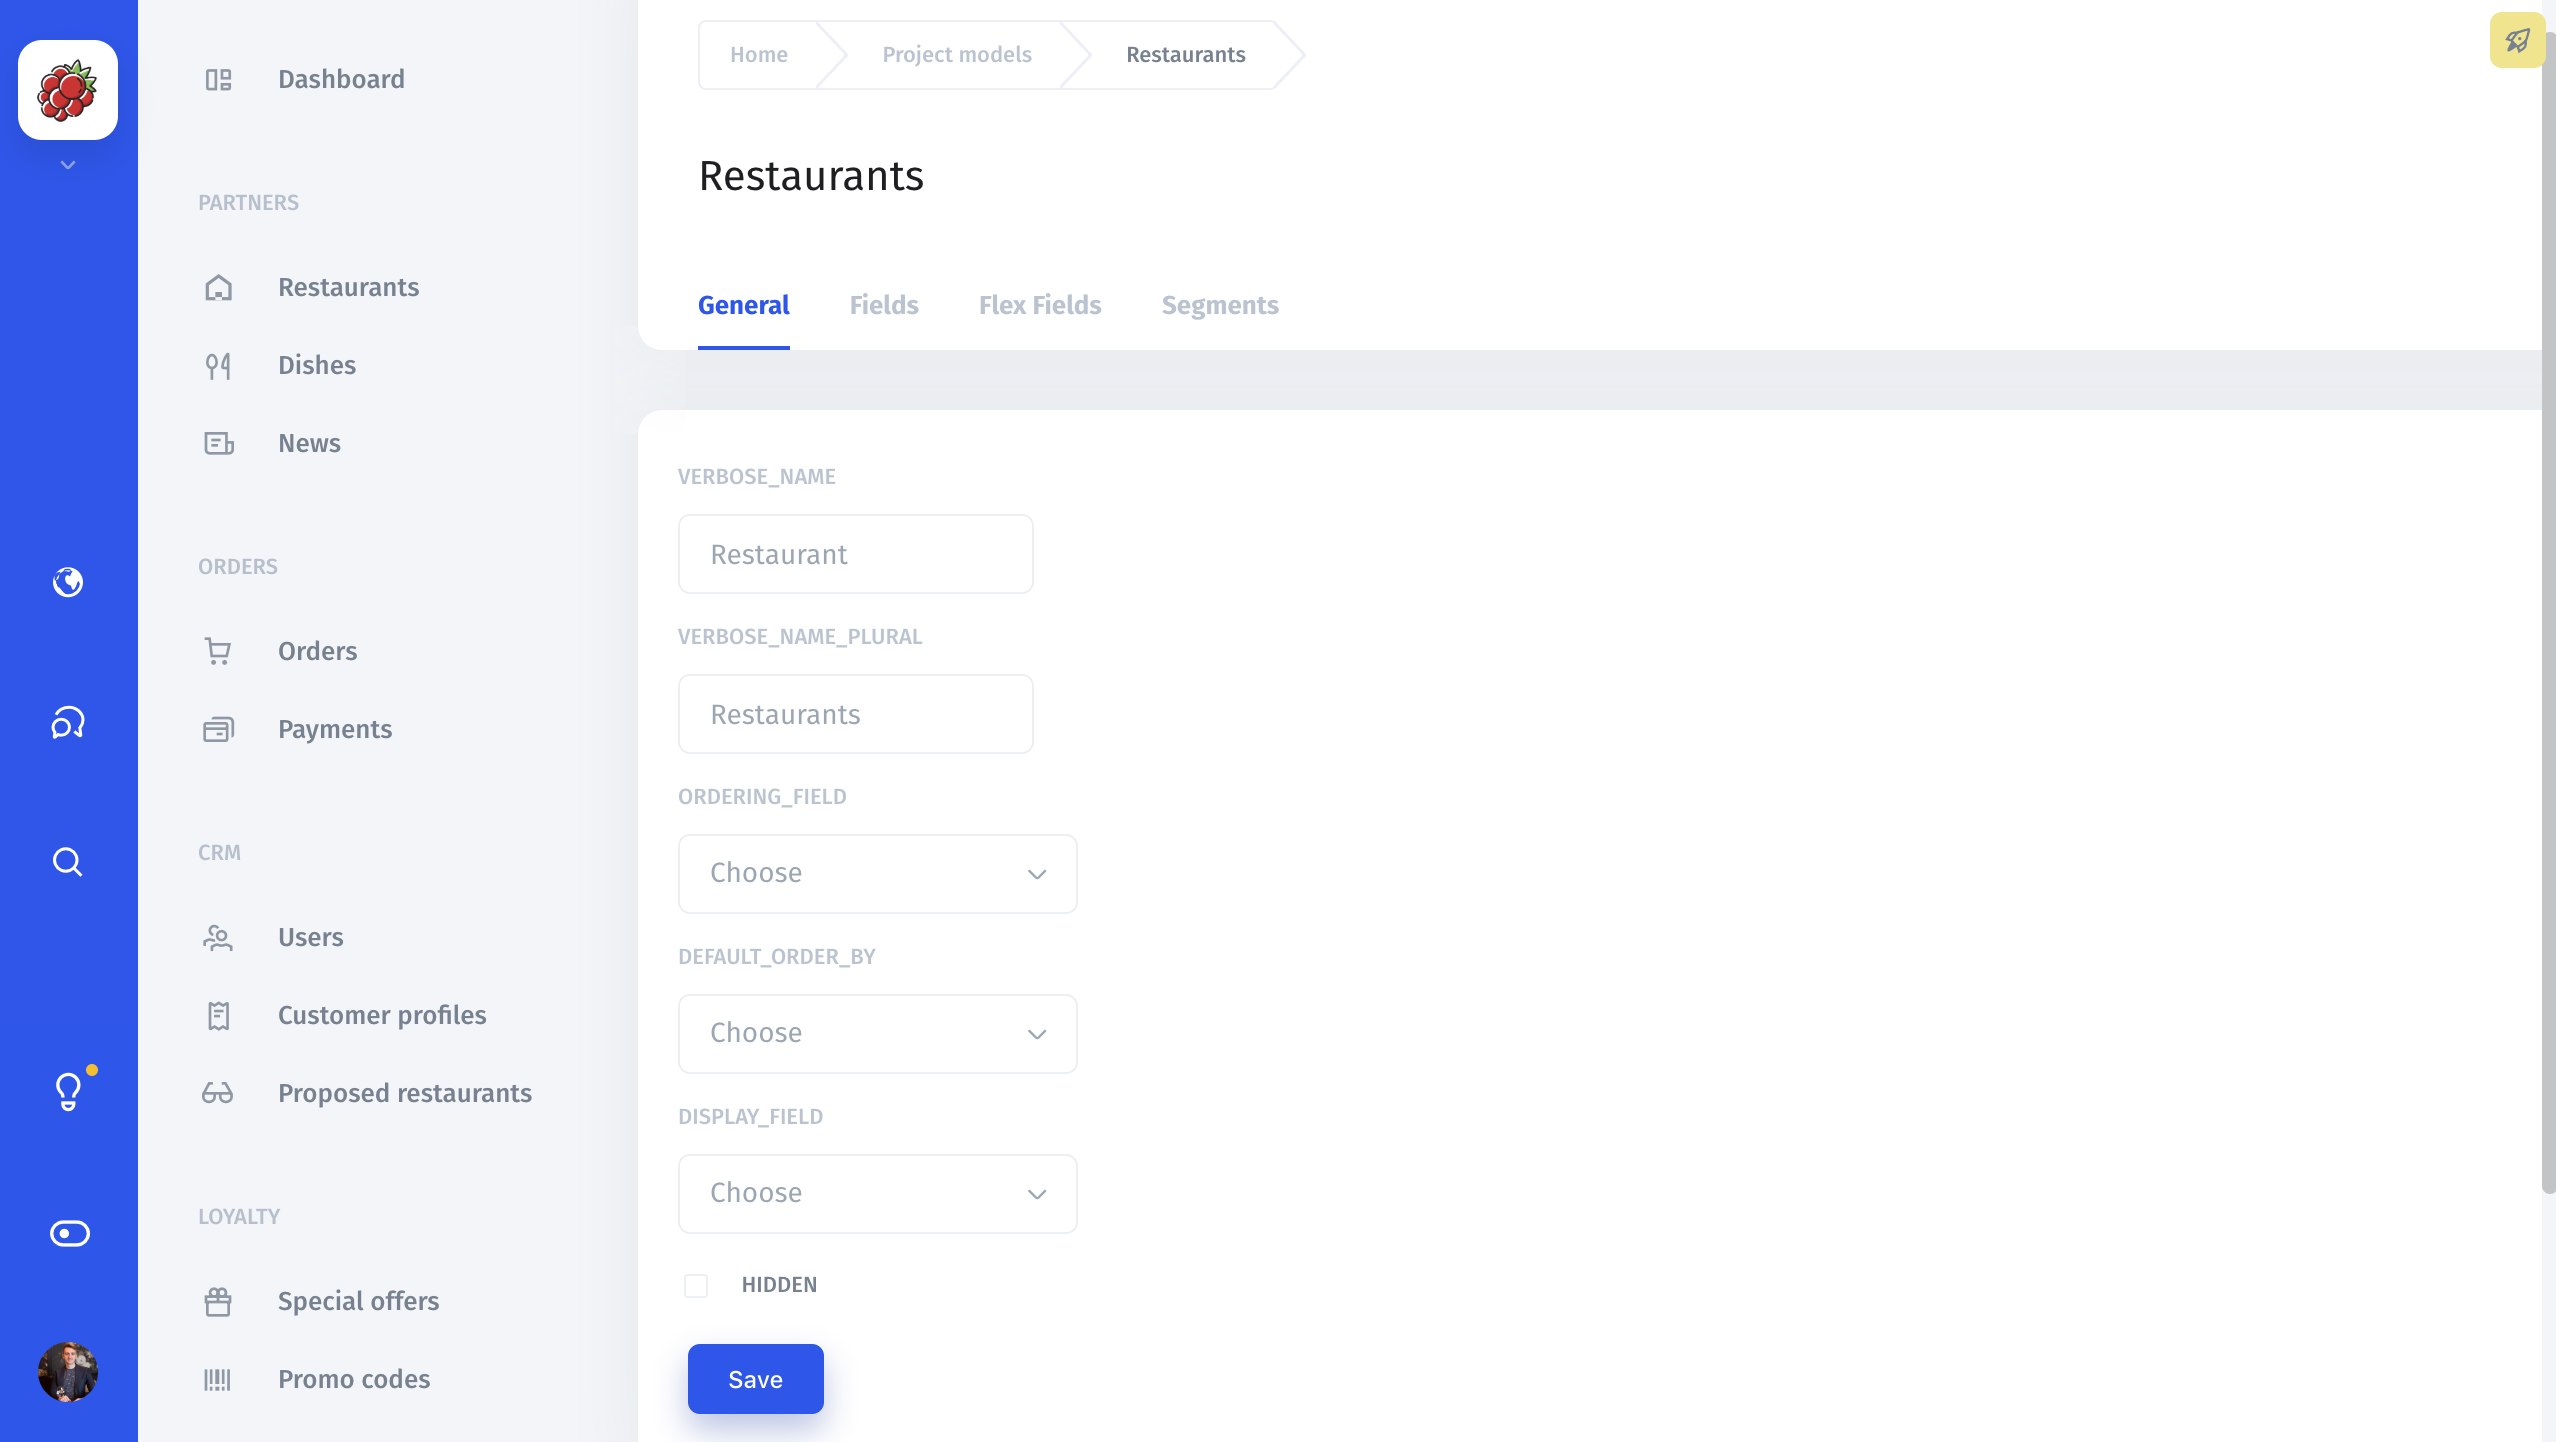 Dashboard
PARTNERS
Restaurants
Dishes
News
ORDERS
Orders
Payments
CRM
Users
Customer profiles
Proposed restaurants
LOYALTY
Special offers
Promo codes
Home
Project models
Restaurants
Restaurants
General
Fields
Flex Fields
Segments
VERBOSE_NAME
Restaurant
VERBOSE_NAME_PLURAL
Restaurants
ORDERING_FIELD
Choose
DEFAULT_ORDER_BY
Choose
DISPLAY_FIELD
Choose
HIDDEN
Save